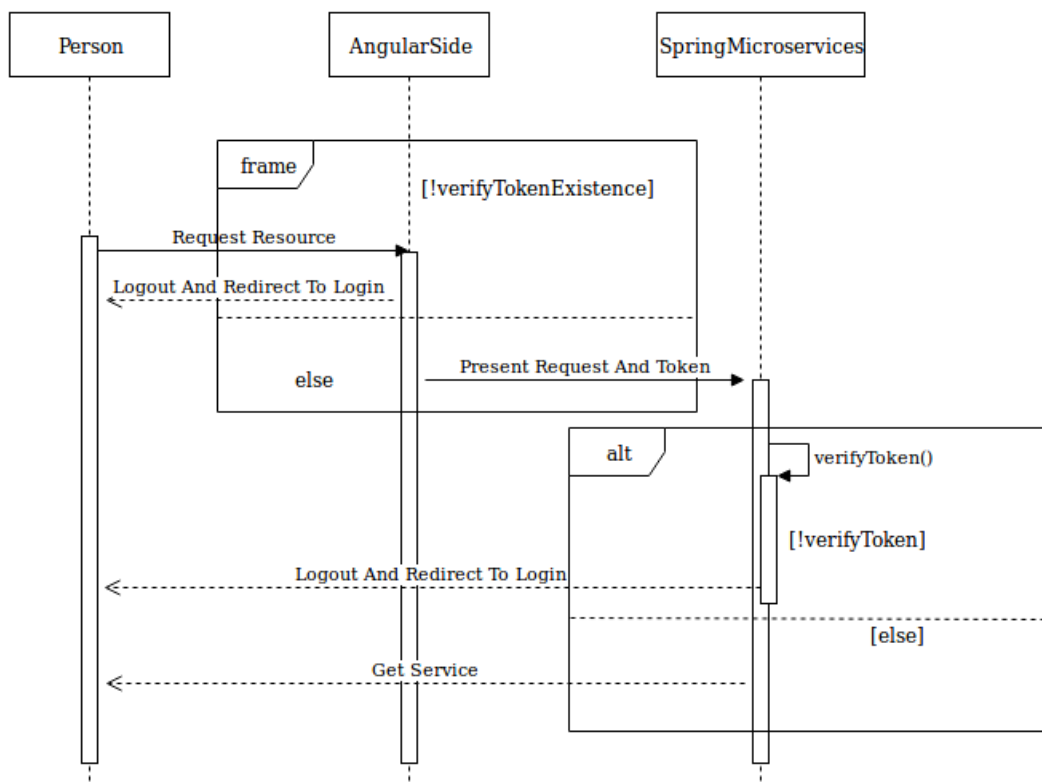 Person
AngularSide
SpringMicroservices
frame
[!verifyTokenExistence]
Request Resource
Logout And Redirect To Login
else
Present Request And Token
alt
verifyToken()
[!verifyToken]
Logout And Redirect To Login
[else]
Get Service